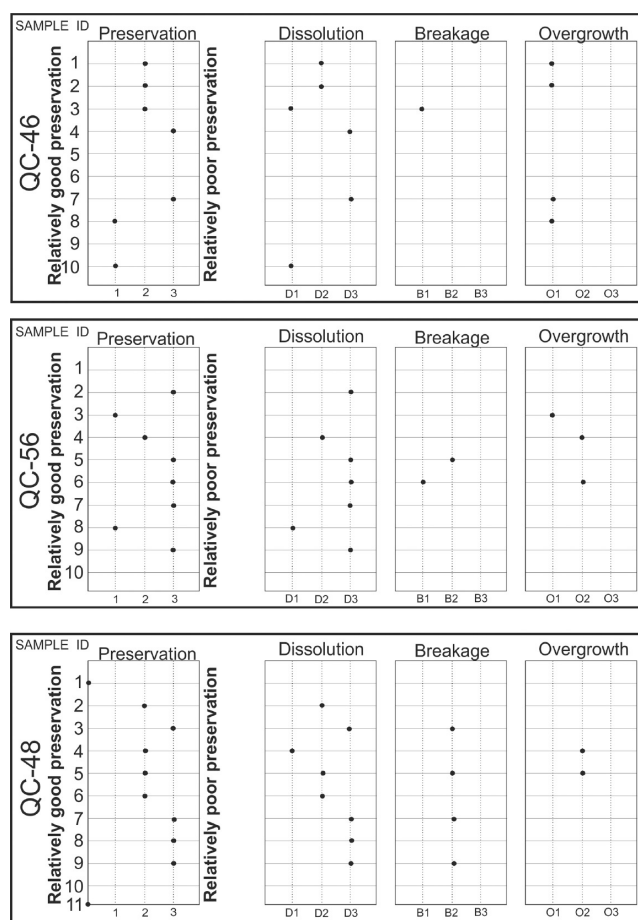 SAMPLE ID
Preservation
Dissolution
Breakage
Overgrowth
QC-46
Relatively good preservation
1
2
3
4
5
6
7
8
9
10
Relatively poor preservation
1 2 3
D1 D2 D3
B1 B2 B3
O1 O2 O3
SAMPLE ID
Preservation
Dissolution
Breakage
Overgrowth
QC-56
Relatively good preservation
1
2
3
4
5
6
7
8
9
10
Relatively poor preservation
1 2 3
D1 D2 D3
B1 B2 B3
O1 O2 O3
SAMPLE ID
Preservation
Dissolution
Breakage
Overgrowth
QC-48
Relatively good preservation
1
2
3
4
5
6
7
8
9
10
11
Relatively poor preservation
1 2 3
D1 D2 D3
B1 B2 B3
O1 O2 O3